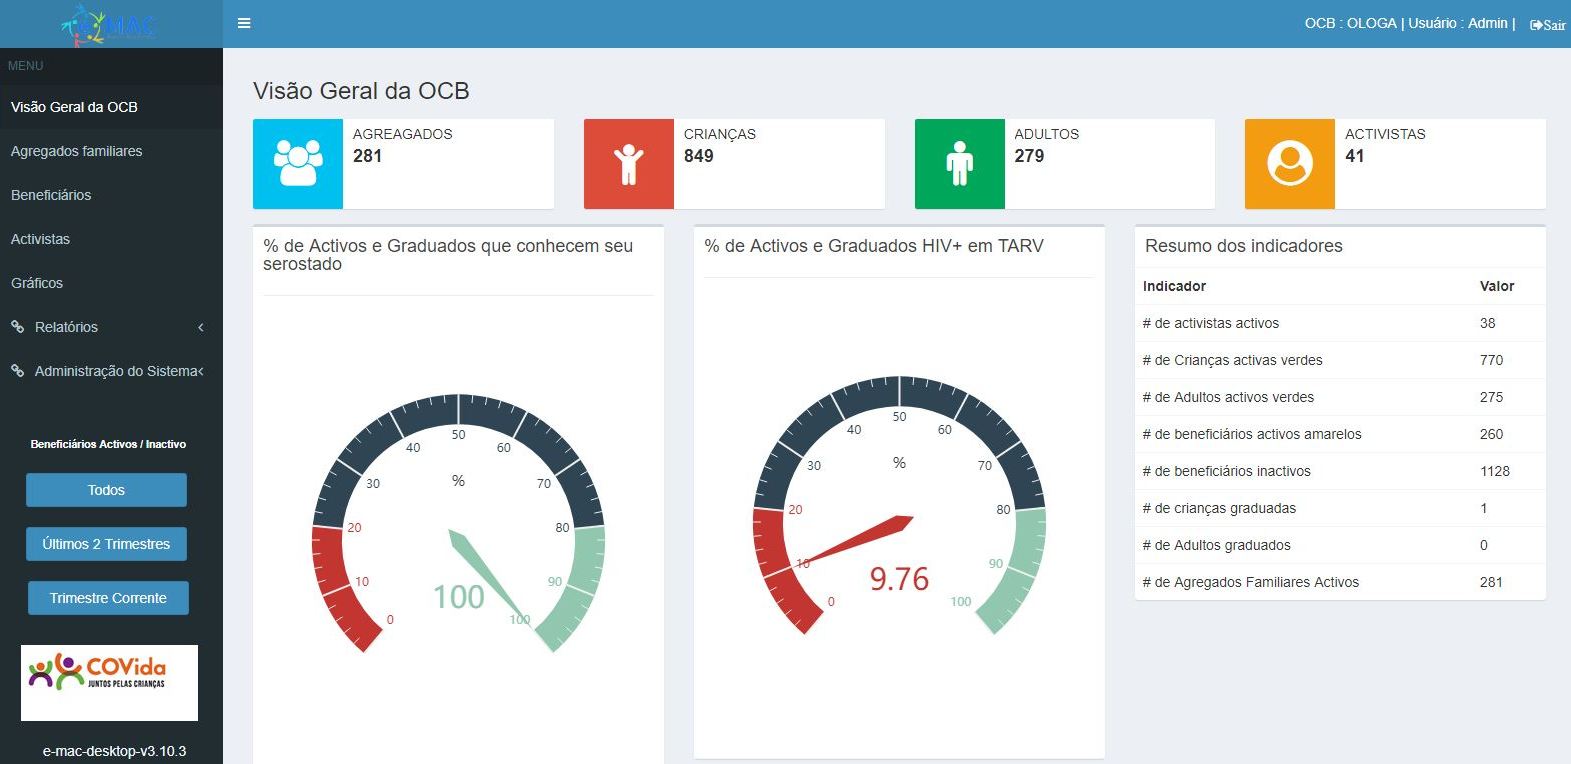 e-MAC
OCB : OLOGA | Usuário : Admin |
Sair
MENU
Visão Geral da OCB
Agregados familiares
Beneficiários
Activistas
Gráficos
Relatórios
Administração do Sistema
Beneficiários Activos / Inactivo
Todos
Últimos 2 Trimestres
Trimestre Corrente
COVida
JUNTOS PELAS CRIANÇAS
e-mac-desktop-v3.10.3
Visão Geral da OCB
AGREAGADOS
281
CRIANÇAS
849
ADULTOS
279
ACTIVISTAS
41
% de Activos e Graduados que conhecem seu
serostado
0
10
20
30
40
50
60
70
80
90
100
%
100
% de Activos e Graduados HIV+ em TARV
0
10
20
30
40
50
60
70
80
90
100
%
9.76
Resumo dos indicadores
Indicador Valor
# de activistas activos 38
# de Crianças activas verdes 770
# de Adultos activos verdes 275
# de beneficiários activos amarelos 260
# de beneficiários inactivos 1128
# de crianças graduadas 1
# de Adultos graduados 0
# de Agregados Familiares Activos 281